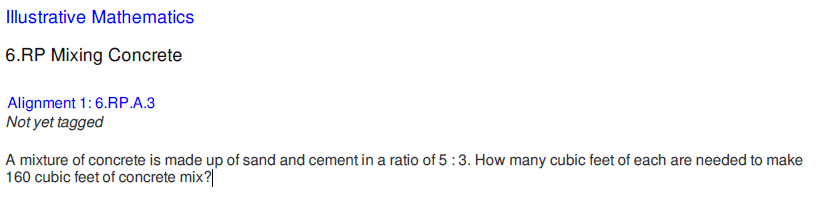 Illustrative Mathematics
6.RP Mixing Concrete
Alignment 1: 6.RP.A.3
Not yet tagged
A mixture of concrete is made up of sand and cement in a ratio of 5 : 3. How many cubic feet of each are needed to make
160 cubic feet of concrete mix?